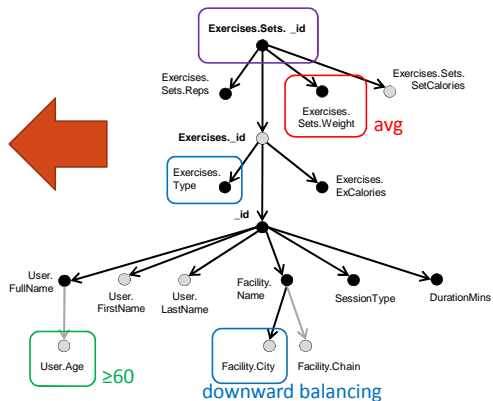 Exercises.Sets. _id
Exercises.
Sets.Reps
Exercises.
Sets.Weight
avg
Exercises.Sets.
SetCalories
Exercises._id
Exercises.
Type
Exercises.
ExCalories
_id
User.
FullName
User.
FirstName
User.
LastName
Facility.
Name
SessionType
DurationMins
User.Age
≥60
Facility.City
Facility.Chain
downward balancing